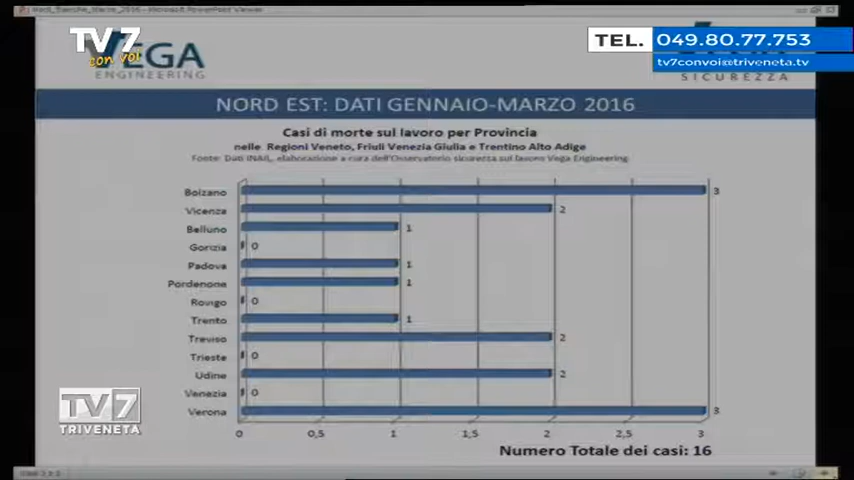 Nord_Bianche_Marzo_2016 - Microsoft PowerPoint Viewer
TV7
con voi
VEGA
ENGINEERING
TEL. 049.80.77.753
tv7convoi@triveneta.tv
SICUREZZA
NORD EST: DATI GENNAIO-MARZO 2016
Casi di morte sul lavoro per Provincia
nelle Regioni Veneto, Friuli Venezia Giulia e Trentino Alto Adige
Fonte: Dati INAIL, elaborazione a cura dell'Osservatorio sicurezza sul lavoro Vega Engineering
Bolzano 3
Vicenza 2
Belluno 1
Gorizia 0
Padova 1
Pordenone 1
Rovigo 0
Trento 1
Treviso 2
Trieste 0
Udine 2
Venezia 0
Verona 3
0 0,5 1 1,5 2 2,5 3
Numero Totale dei casi: 16
TV7
TRIVENETA